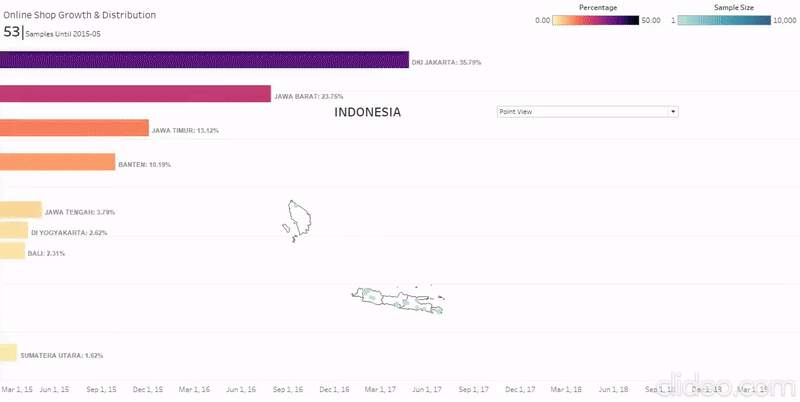 Online Shop Growth & Distribution
53 | Samples Until 2015-05
Percentage
0.00 50.00
Sample Size
1 10,000
DKI JAKARTA: 35.79%
JAWA BARAT: 23.75%
INDONESIA
Point View
JAWA TIMUR: 13.12%
BANTEN: 10.19%
JAWA TENGAH: 3.79%
DI YOGYAKARTA: 2.62%
BALI: 2.31%
SUMATERA UTARA: 1.62%
Mar 1, 15 Jun 1, 15 Sep 1, 15 Dec 1, 15 Mar 1, 16 Jun 1, 16 Sep 1, 16 Dec 1, 16 Mar 1, 17 Jun 1, 17 Sep 1, 17 Dec 1, 17 Mar 1, 18 Jun 1, 18 Sep 1, 18 Dec 1, 18 Mar 1, 19
clideo.com